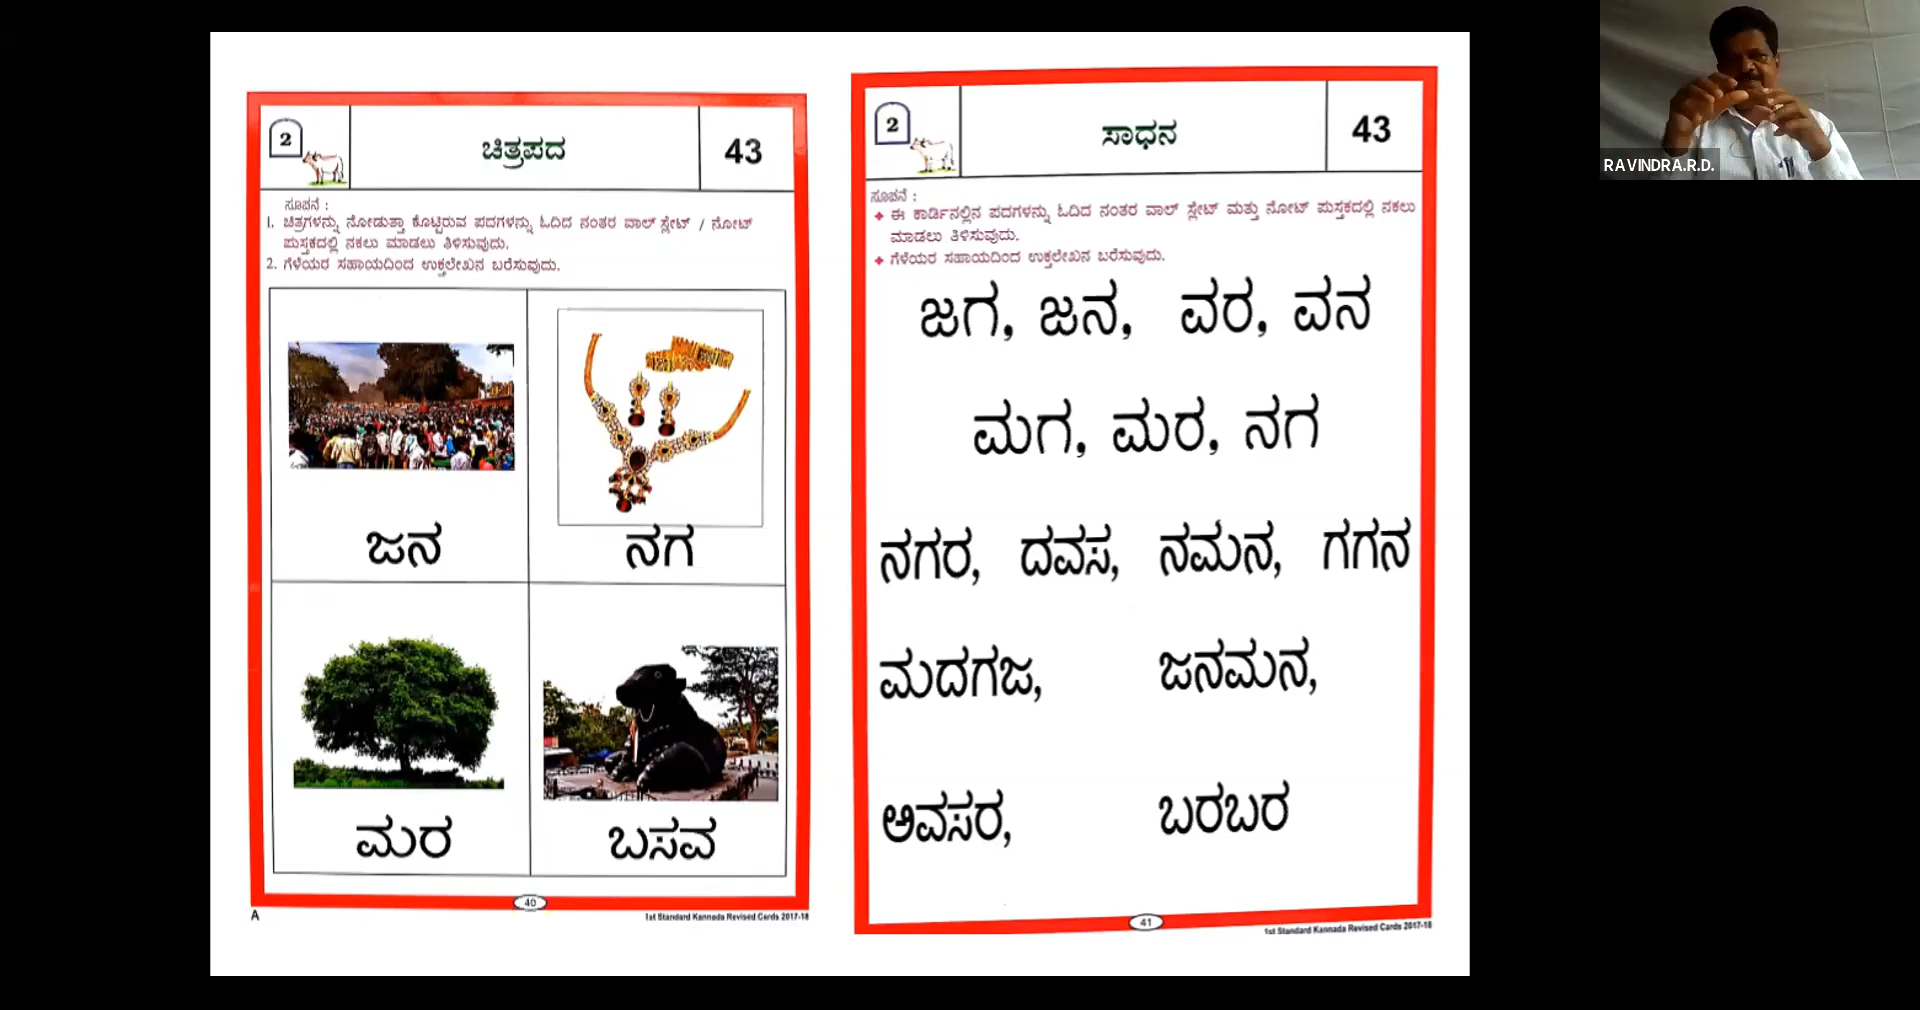 2
ಚಿತ್ರಪದ
43
ಸೂಚನೆ :
1. ಚಿತ್ರಗಳನ್ನು ನೋಡುತ್ತಾ ಕೊಟ್ಟಿರುವ ಪದಗಳನ್ನು ಓದಿದ ನಂತರ ವಾಲ್ ಸ್ಲೇಟ್ / ನೋಟ್
ಪುಸ್ತಕದಲ್ಲಿ ನಕಲು ಮಾಡಲು ತಿಳಿಸುವುದು.
2. ಗೆಳೆಯರ ಸಹಾಯದಿಂದ ಉಕ್ತಲೇಖನ ಬರೆಸುವುದು.
ಜನ
ನಗ
ಮರ
ಬಸವ
40
A
1st Standard Kannada Revised Cards 2017-18
2
ಸಾಧನ
43
ಸೂಚನೆ :
ಈ ಕಾರ್ಡಿನಲ್ಲಿನ ಪದಗಳನ್ನು ಓದಿದ ನಂತರ ವಾಲ್ ಸ್ಲೇಟ್ ಮತ್ತು ನೋಟ್ ಪುಸ್ತಕದಲ್ಲಿ ನಕಲು
ಮಾಡಲು ತಿಳಿಸುವುದು.
ಗೆಳೆಯರ ಸಹಾಯದಿಂದ ಉಕ್ತಲೇಖನ ಬರೆಸುವುದು.
ಜಗ, ಜನ, ವರ, ವನ
ಮಗ, ಮರ, ನಗ
ನಗರ, ದವಸ, ನಮನ, ಗಗನ
ಮದಗಜ, ಜನಮನ,
ಅವಸರ, ಬರಬರ
41
1st Standard Kannada Revised Cards 2017-18
RAVINDRA.R.D.